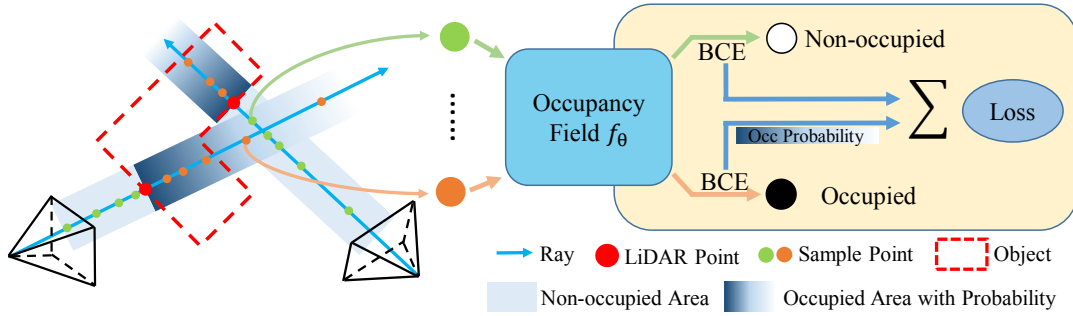 Non-occupied
BCE
Occupancy
Field fθ
∑
Loss
Occ Probability
BCE
Occupied
Ray
LiDAR Point
Sample Point
Object
Non-occupied Area
Occupied Area with Probability